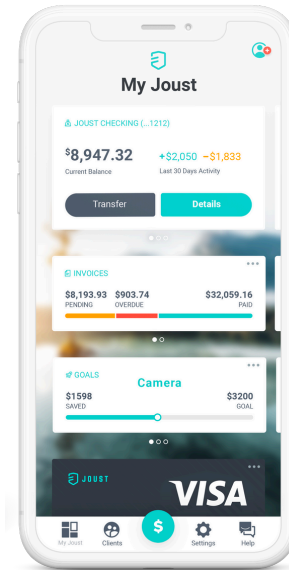 My Joust
JOUST CHECKING (...1212)
$8,947.32 +$2,050 −$1,833
Current Balance Last 30 Days Activity
Transfer Details
INVOICES
$8,193.93 $903.74 $32,059.16
PENDING OVERDUE PAID
GOALS
Camera
$1598 $3200
SAVED GOAL
JOUST
VISA
$
My Joust Clients Settings Help